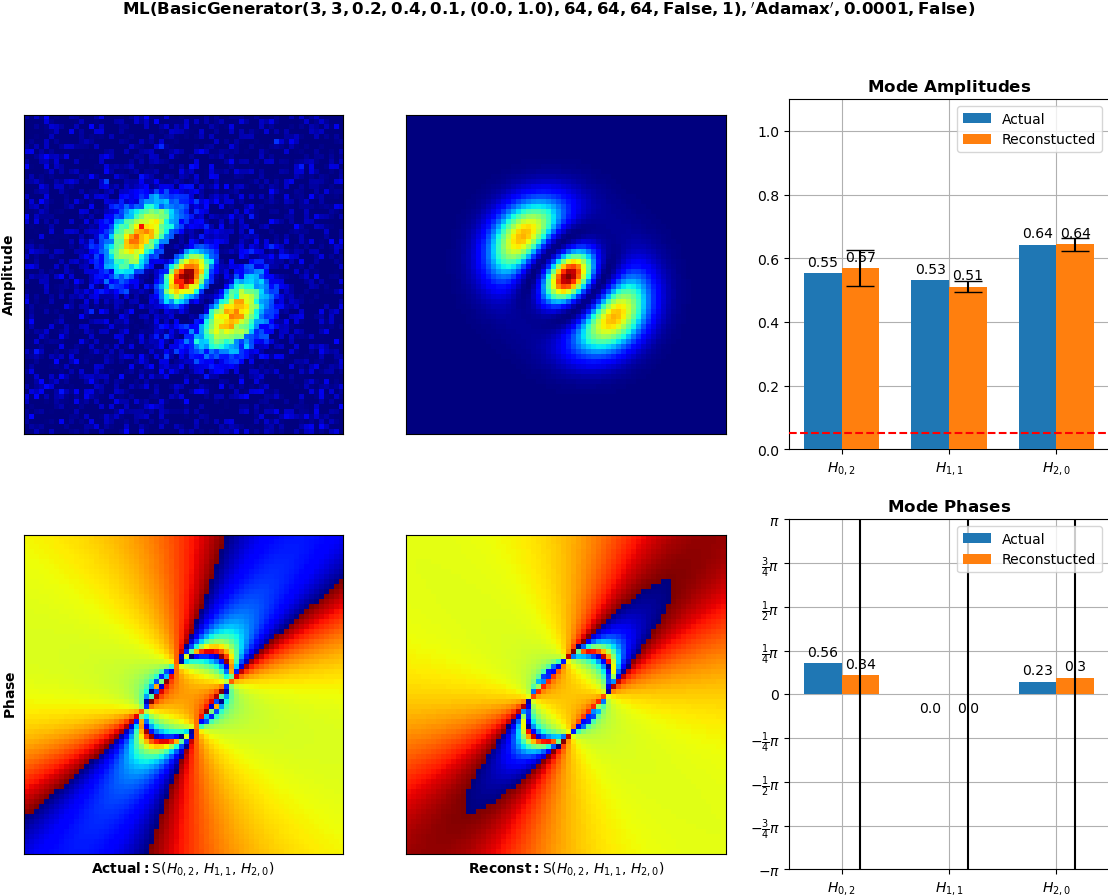 ML(BasicGenerator(3, 3, 0.2, 0.4, 0.1, (0.0, 1.0), 64, 64, 64, False, 1), ′Adamax′, 0.0001, False)
Mode Amplitudes
Actual
Reconstucted
1.0
0.8
0.6
0.4
0.2
0.0
0.55 0.57
0.53 0.51
0.64 0.64
H0,2 H1,1 H2,0
Amplitude
Mode Phases
Actual
Reconstucted
π
3/4π
1/2π
1/4π
0
−1/4π
−1/2π
−3/4π
−π
0.56 0.34
0.0 0.0
0.23 0.3
H0,2 H1,1 H2,0
Phase
Actual: S(H0,2, H1,1, H2,0)
Reconst: S(H0,2, H1,1, H2,0)